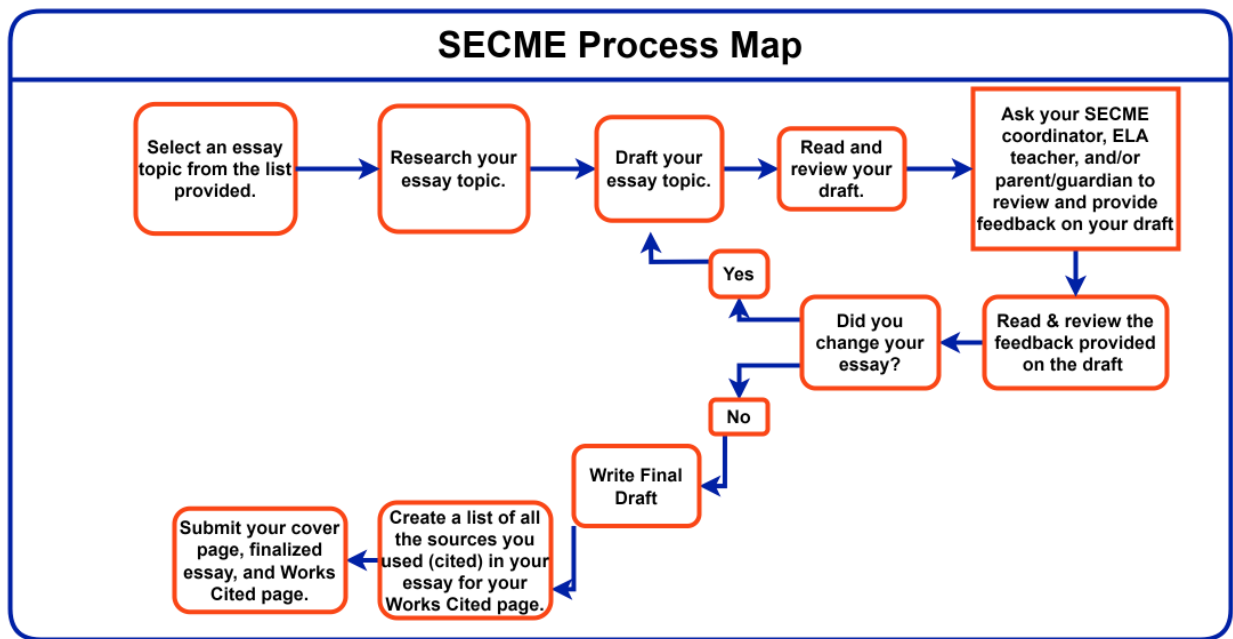 SECME Process Map
Select an essay
topic from the list
provided.
Research your
essay topic.
Draft your
essay topic.
Read and
review your
draft.
Ask your SECME
coordinator, ELA
teacher, and/or
parent/guardian to
review and provide
feedback on your draft
Yes
Did you
change your
essay?
Read & review the
feedback provided
on the draft
No
Write Final
Draft
Create a list of all
the sources you
used (cited) in your
essay for your
Works Cited page.
Submit your cover
page, finalized
essay, and Works
Cited page.